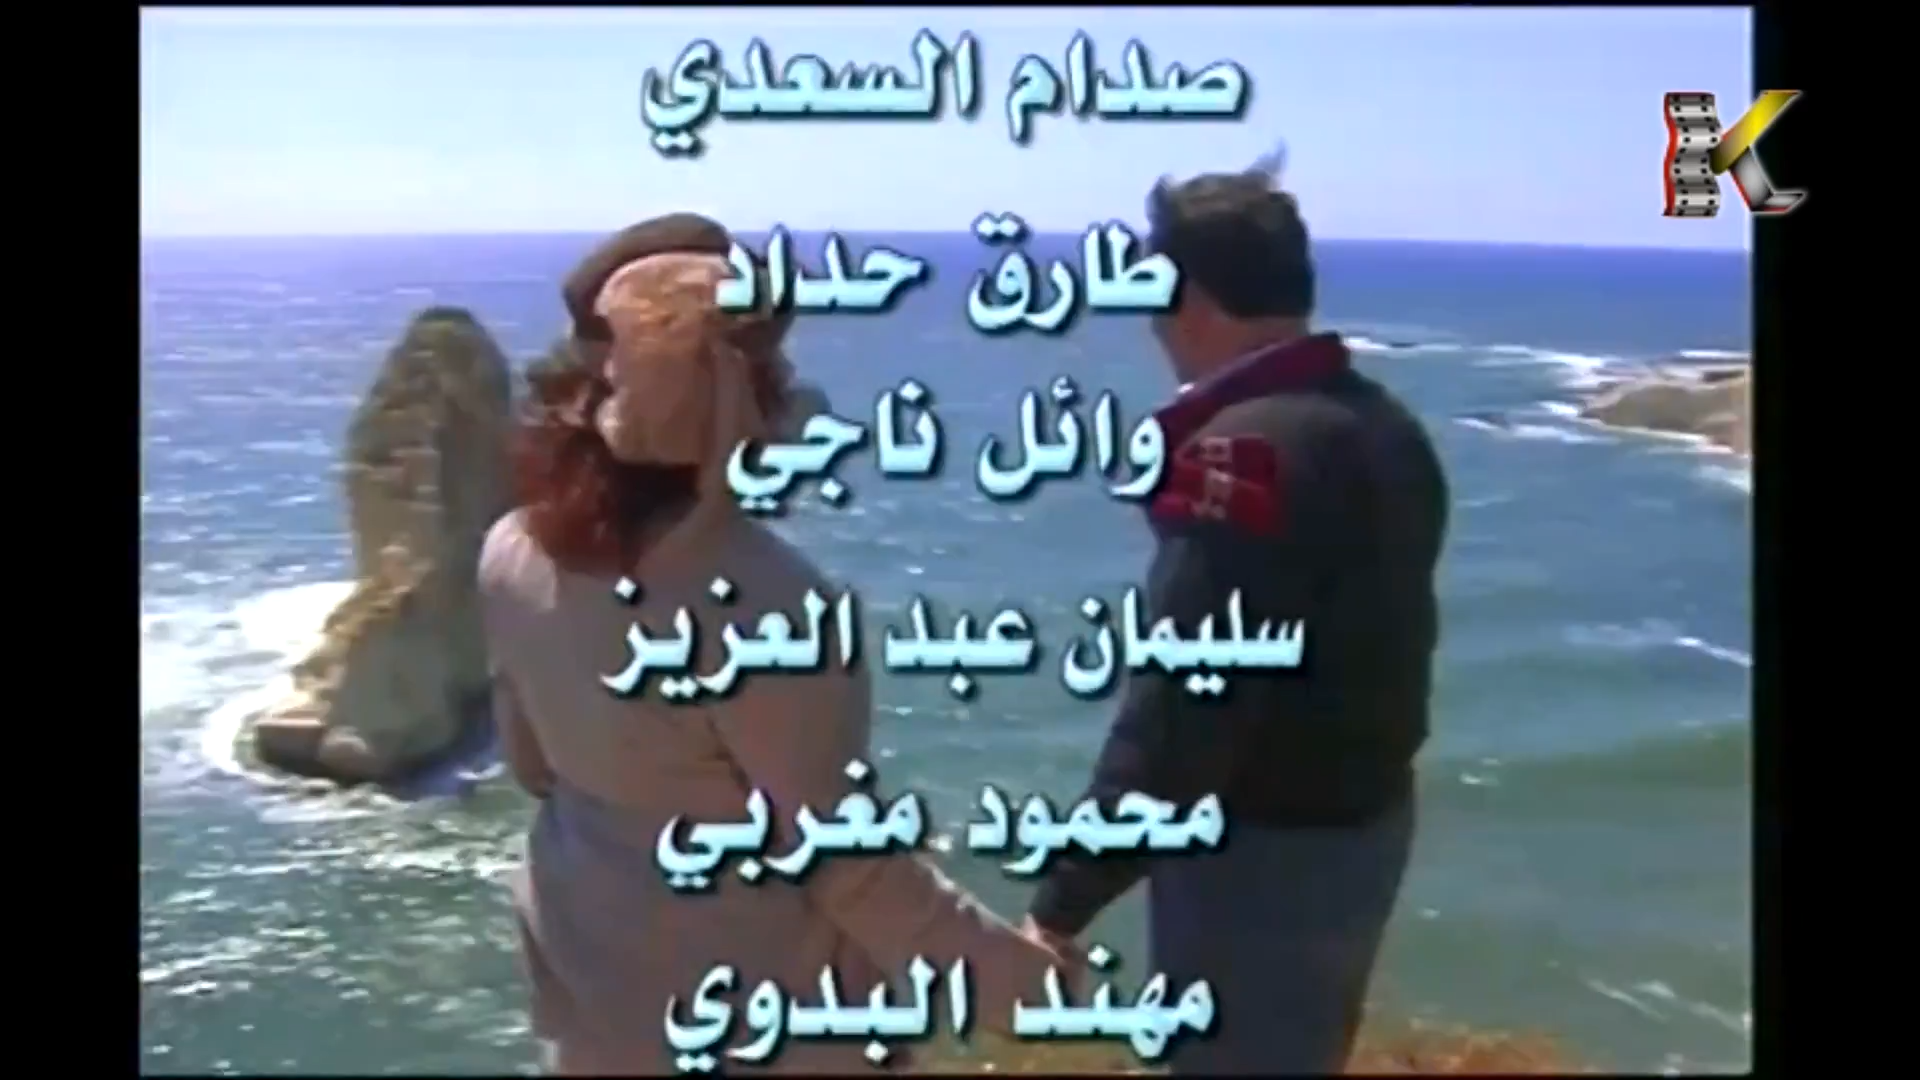 صدام السعدي
طارق حداد
وائل ناجي
سليمان عبد العزيز
محمود مغربي
مهند البدوي